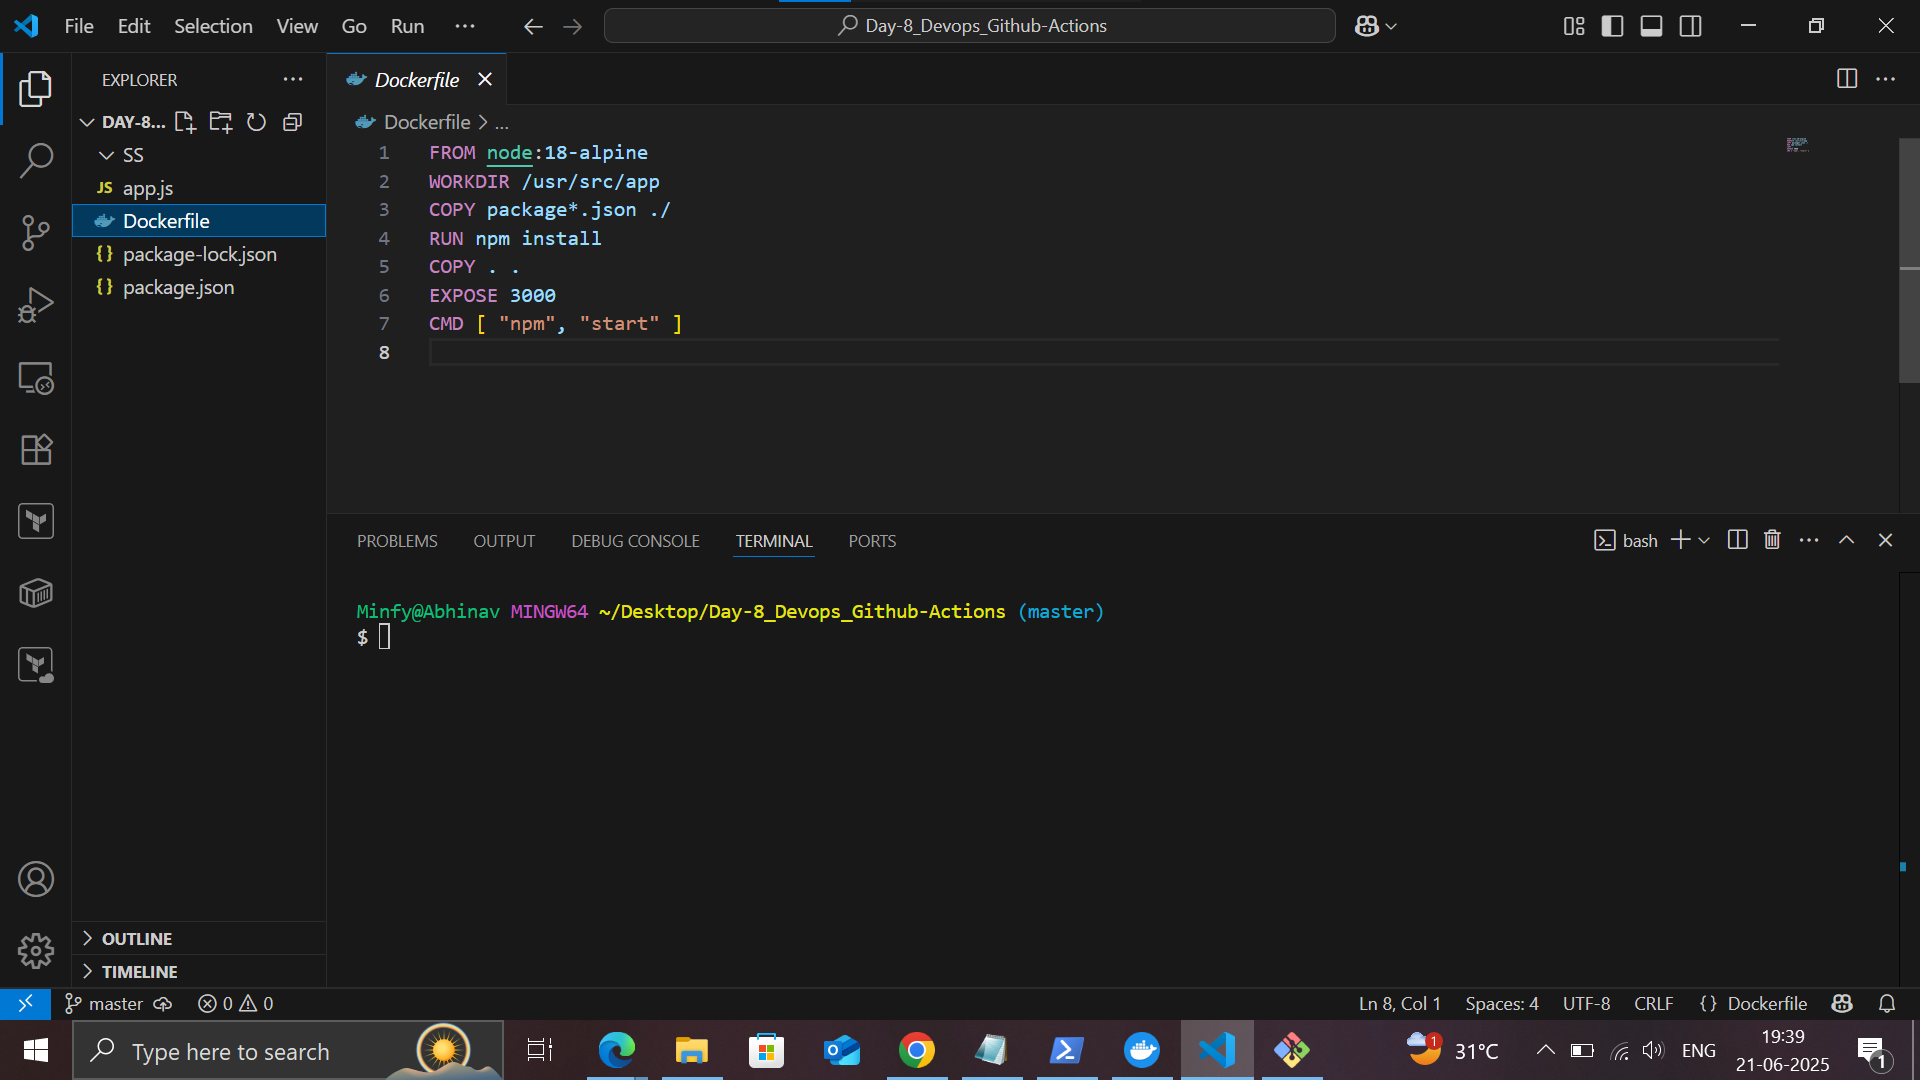 File Edit Selection View Go Run ···
Day-8_Devops_Github-Actions
EXPLORER
DAY-8...
SS
JS app.js
Dockerfile
{} package-lock.json
{} package.json
OUTLINE
TIMELINE
Dockerfile
Dockerfile > ...
1 FROM node:18-alpine
2 WORKDIR /usr/src/app
3 COPY package*.json ./
4 RUN npm install
5 COPY . .
6 EXPOSE 3000
7 CMD [ "npm", "start" ]
8
PROBLEMS OUTPUT DEBUG CONSOLE TERMINAL PORTS
bash
Minfy@Abhinav MINGW64 ~/Desktop/Day-8_Devops_Github-Actions (master)
$
master 0 0
Ln 8, Col 1 Spaces: 4 UTF-8 CRLF {} Dockerfile
Type here to search
1 31°C ENG
19:39
21-06-2025
1